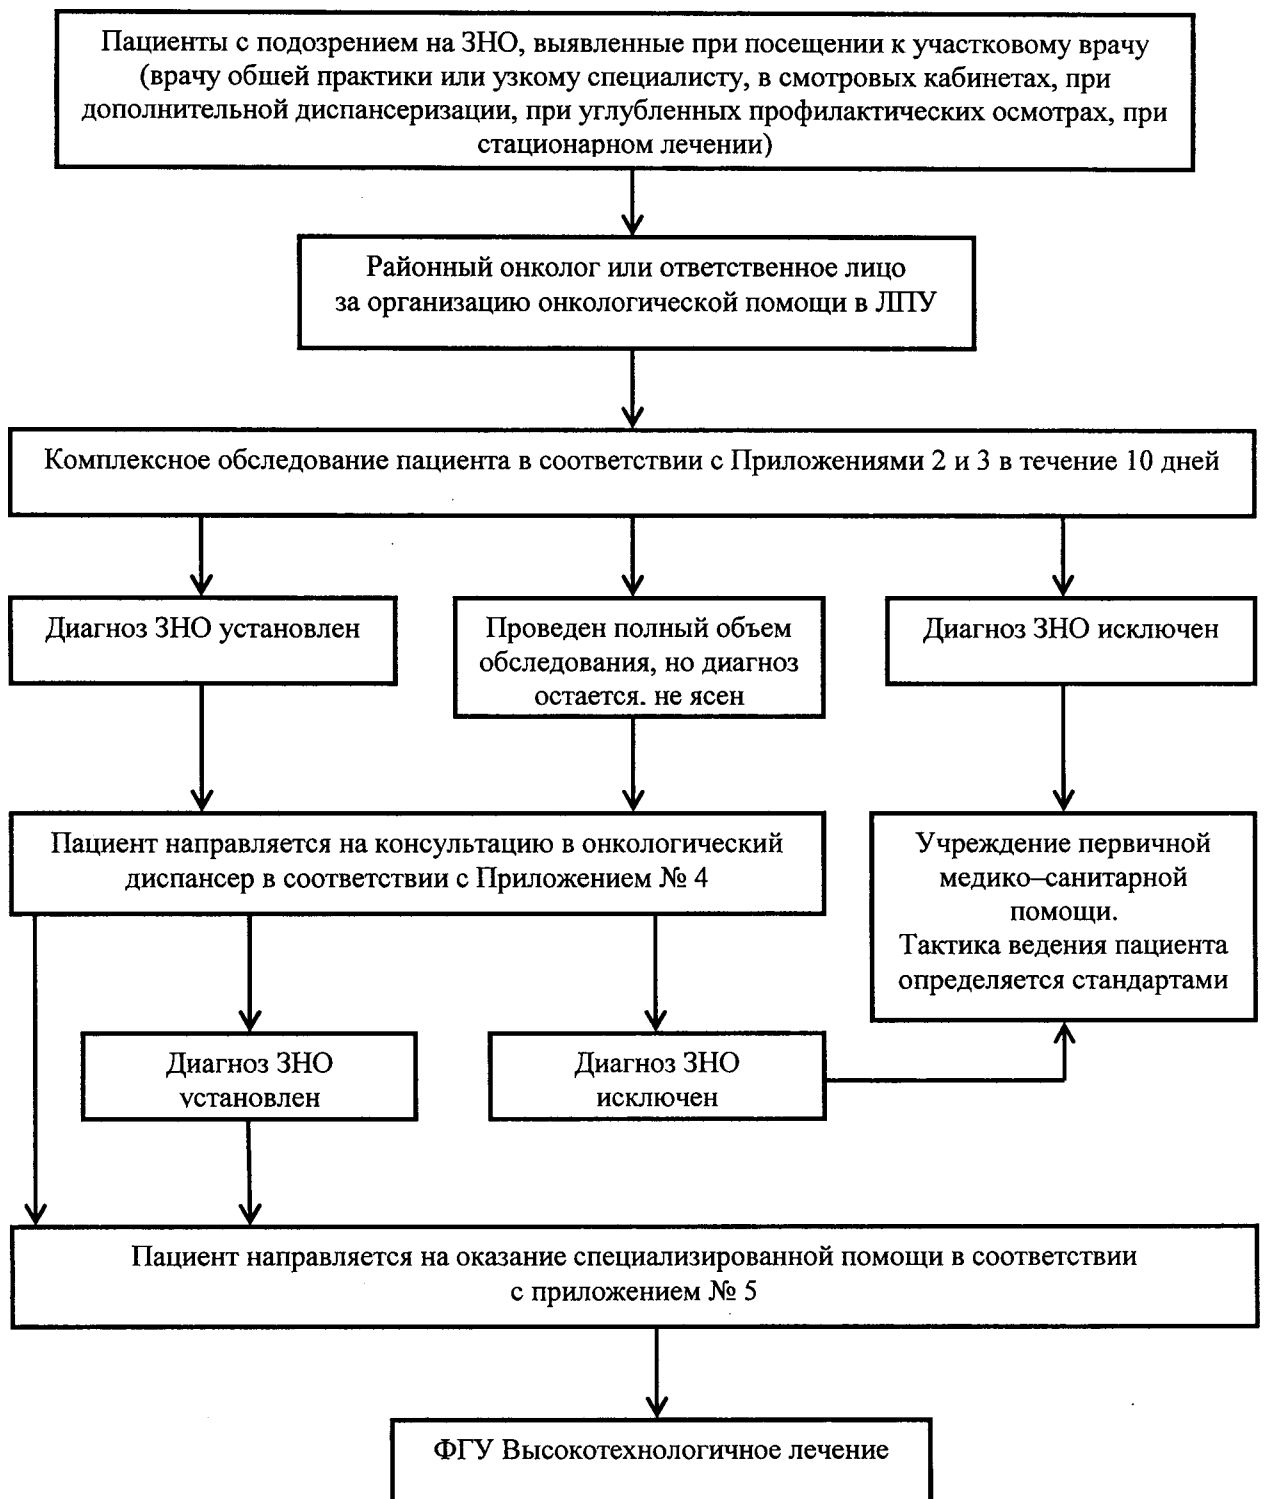 Пациенты с подозрением на ЗНО, выявленные при посещении к участковому врачу
(врачу обшей практики или узкому специалисту, в смотровых кабинетах, при
дополнительной диспансеризации, при углубленных профилактических осмотрах, при
стационарном лечении)
Районный онколог или ответственное лицо
за организацию онкологической помощи в ЛПУ
Комплексное обследование пациента в соответствии с Приложениями 2 и 3 в течение 10 дней
Диагноз ЗНО установлен
Проведен полный объем
обследования, но диагноз
остается. не ясен
Диагноз ЗНО исключен
Пациент направляется на консультацию в онкологический
диспансер в соответствии с Приложением № 4
Учреждение первичной
медико–санитарной
помощи.
Тактика ведения пациента
определяется стандартами
Диагноз ЗНО
установлен
Диагноз ЗНО
исключен
Пациент направляется на оказание специализированной помощи в соответствии
с приложением № 5
ФГУ Высокотехнологичное лечение